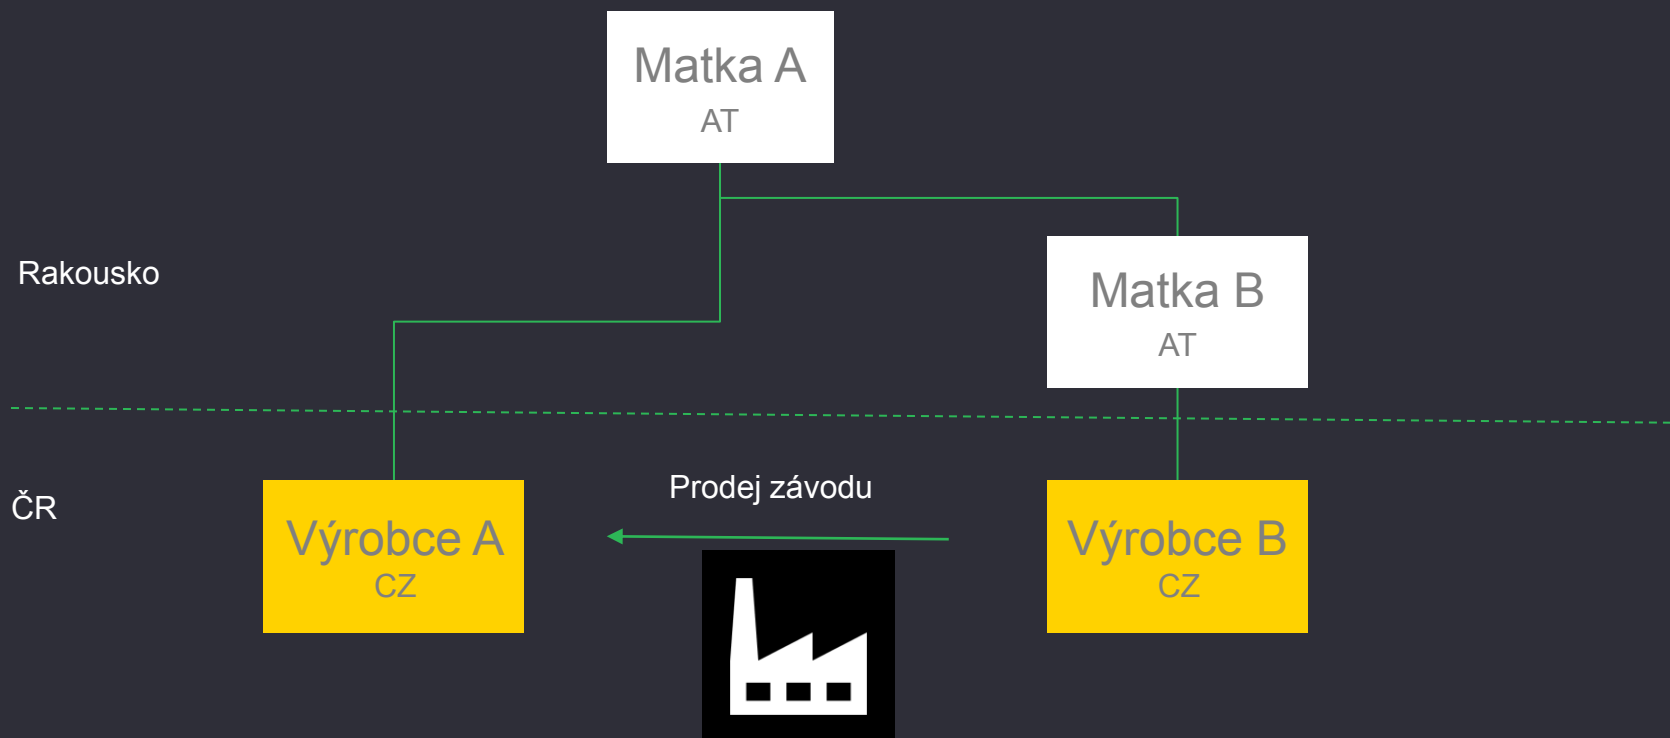 Matka A
AT
Rakousko
Matka B
AT
ČR
Prodej závodu
Výrobce A
CZ
Výrobce B
CZ